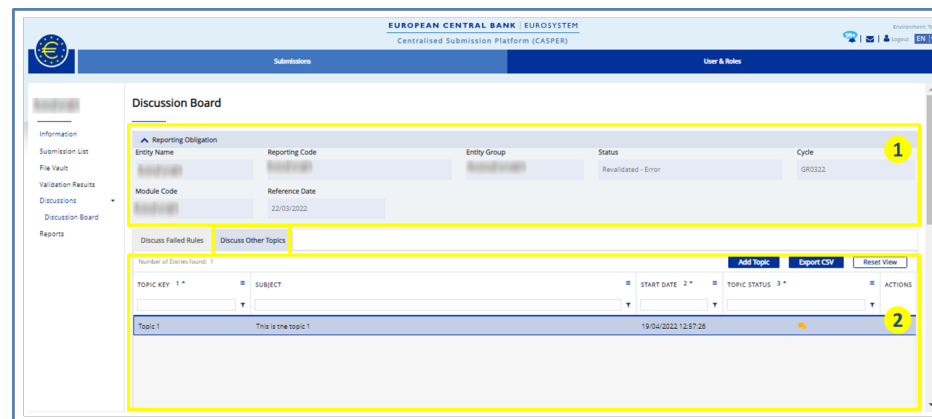 EUROPEAN CENTRAL BANK | EUROSYSTEM
Centralised Submission Platform (CASPER)
Logout EN
Submissions User & Roles
Discussion Board
Information
Submission List
File Vault
Validation Results
Discussions
Discussion Board
Reports
Reporting Obligation
Entity Name Reporting Code Entity Group Status Cycle
Revalidated - Error GR0322
Module Code Reference Date
22/03/2022
1
Discuss Failed Rules Discuss Other Topics
Number of Entries found: 1 Add Topic Export CSV Reset View
TOPIC KEY 1 SUBJECT START DATE 2 TOPIC STATUS 3 ACTIONS
Topic 1 This is the topic 1 19/04/2022 12:57:28
2